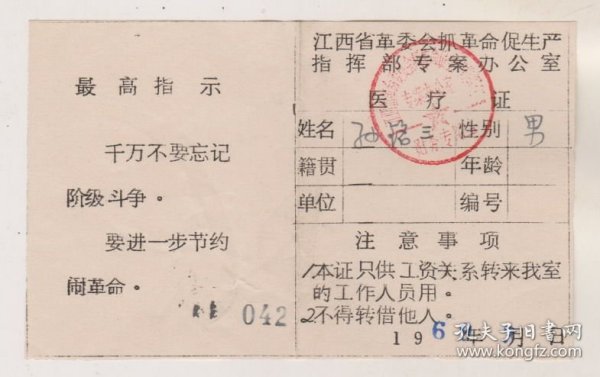 最高指示
千万不要忘记
阶级斗争。
要进一步节约
闹革命。
042
江西省革委会抓革命促生产
指挥部专案办公室
医疗证
姓名 孙 三 性别 男
籍贯 年龄
单位 编号
注意事项
1.本证只供工资关系转来我室
的工作人员用。
2.不得转借他人。
196 年 月 日
孔夫子旧书网
www.kongfz.com